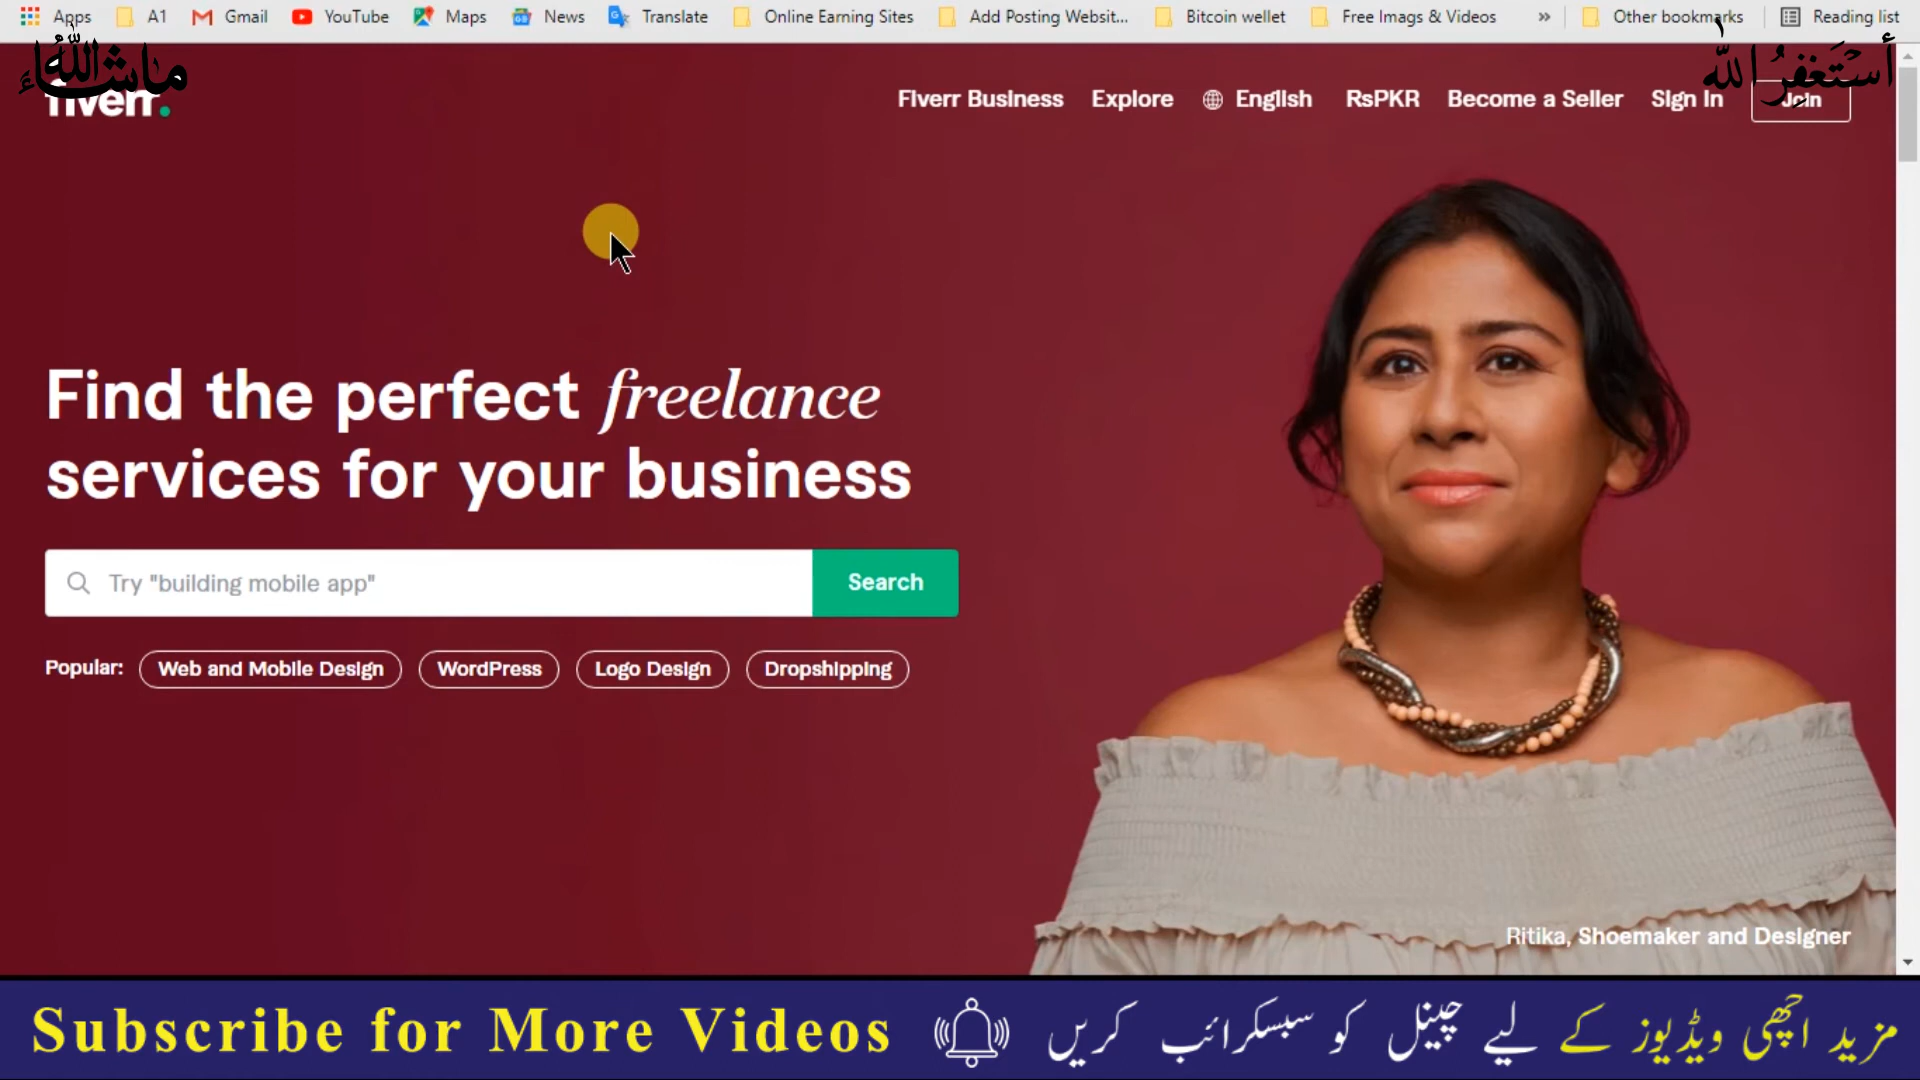 Apps A1 Gmail YouTube Maps News Translate Online Earning Sites Add Posting Websit... Bitcoin wellet Free Imags & Videos » Other bookmarks Reading list
ماشاءالله
أستغفر الله
fiverr.
Fiverr Business Explore English RsPKR Become a Seller Sign in Join
Find the perfect freelance
services for your business
Try "building mobile app"
Search
Popular: Web and Mobile Design WordPress Logo Design Dropshipping
Ritika, Shoemaker and Designer
Subscribe for More Videos
مزید اچھی ویڈیوز کے لیے چینل کو سبسکرائب کریں